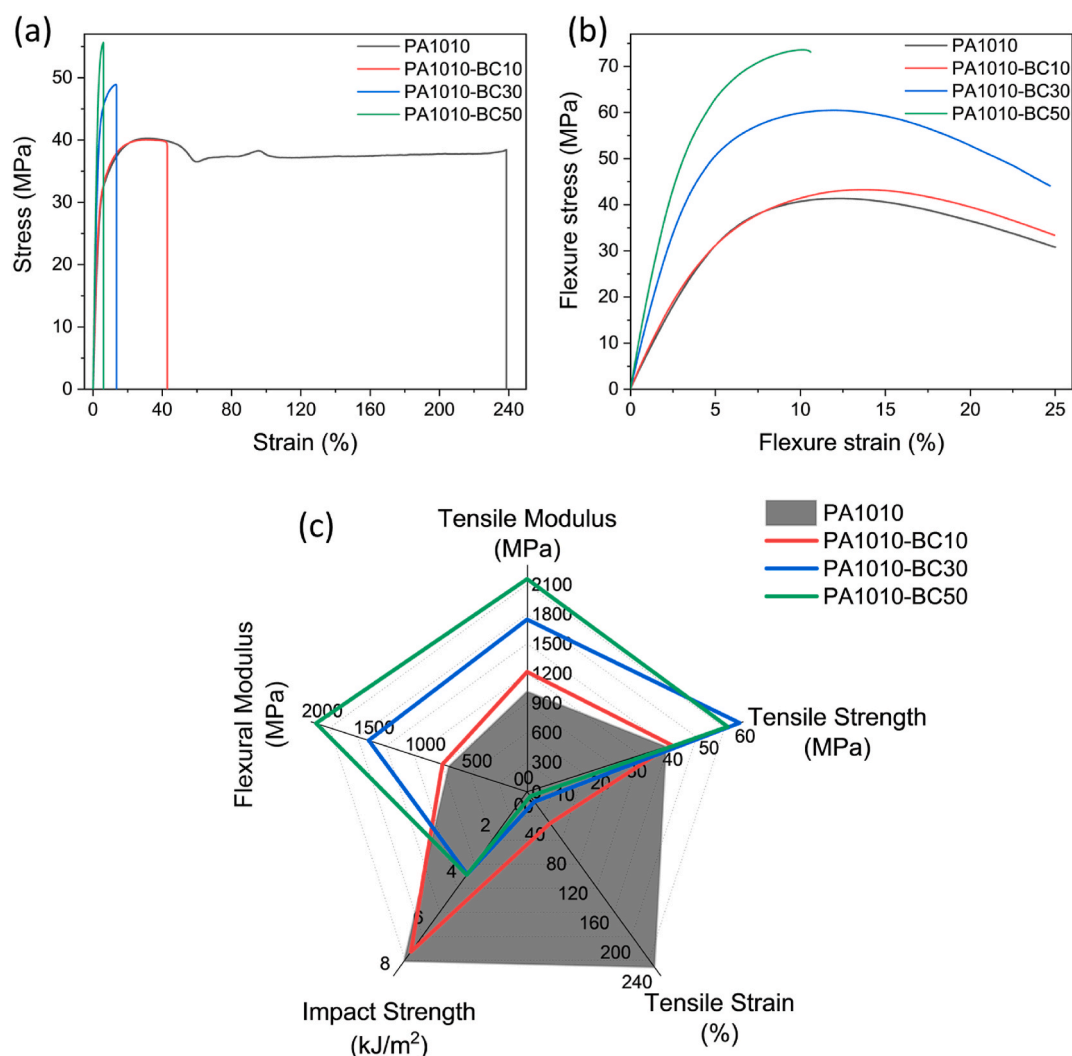 (a)
PA1010
PA1010-BC10
PA1010-BC30
PA1010-BC50
Stress (MPa)
50
40
30
20
10
0
0 40 80 120 160 200 240
Strain (%)
(b)
PA1010
PA1010-BC10
PA1010-BC30
PA1010-BC50
Flexure stress (MPa)
70
60
50
40
30
20
10
0
0 5 10 15 20 25
Flexure strain (%)
(c)
PA1010
PA1010-BC10
PA1010-BC30
PA1010-BC50
Tensile Modulus
(MPa)
2100
1800
1500
1200
900
600
300
Flexural Modulus
(MPa)
2000
1500
1000
500
Tensile Strength
(MPa)
10
20
40
50
60
Impact Strength
(kJ/m²)
2
4
6
8
Tensile Strain
(%)
40
80
120
160
200
240